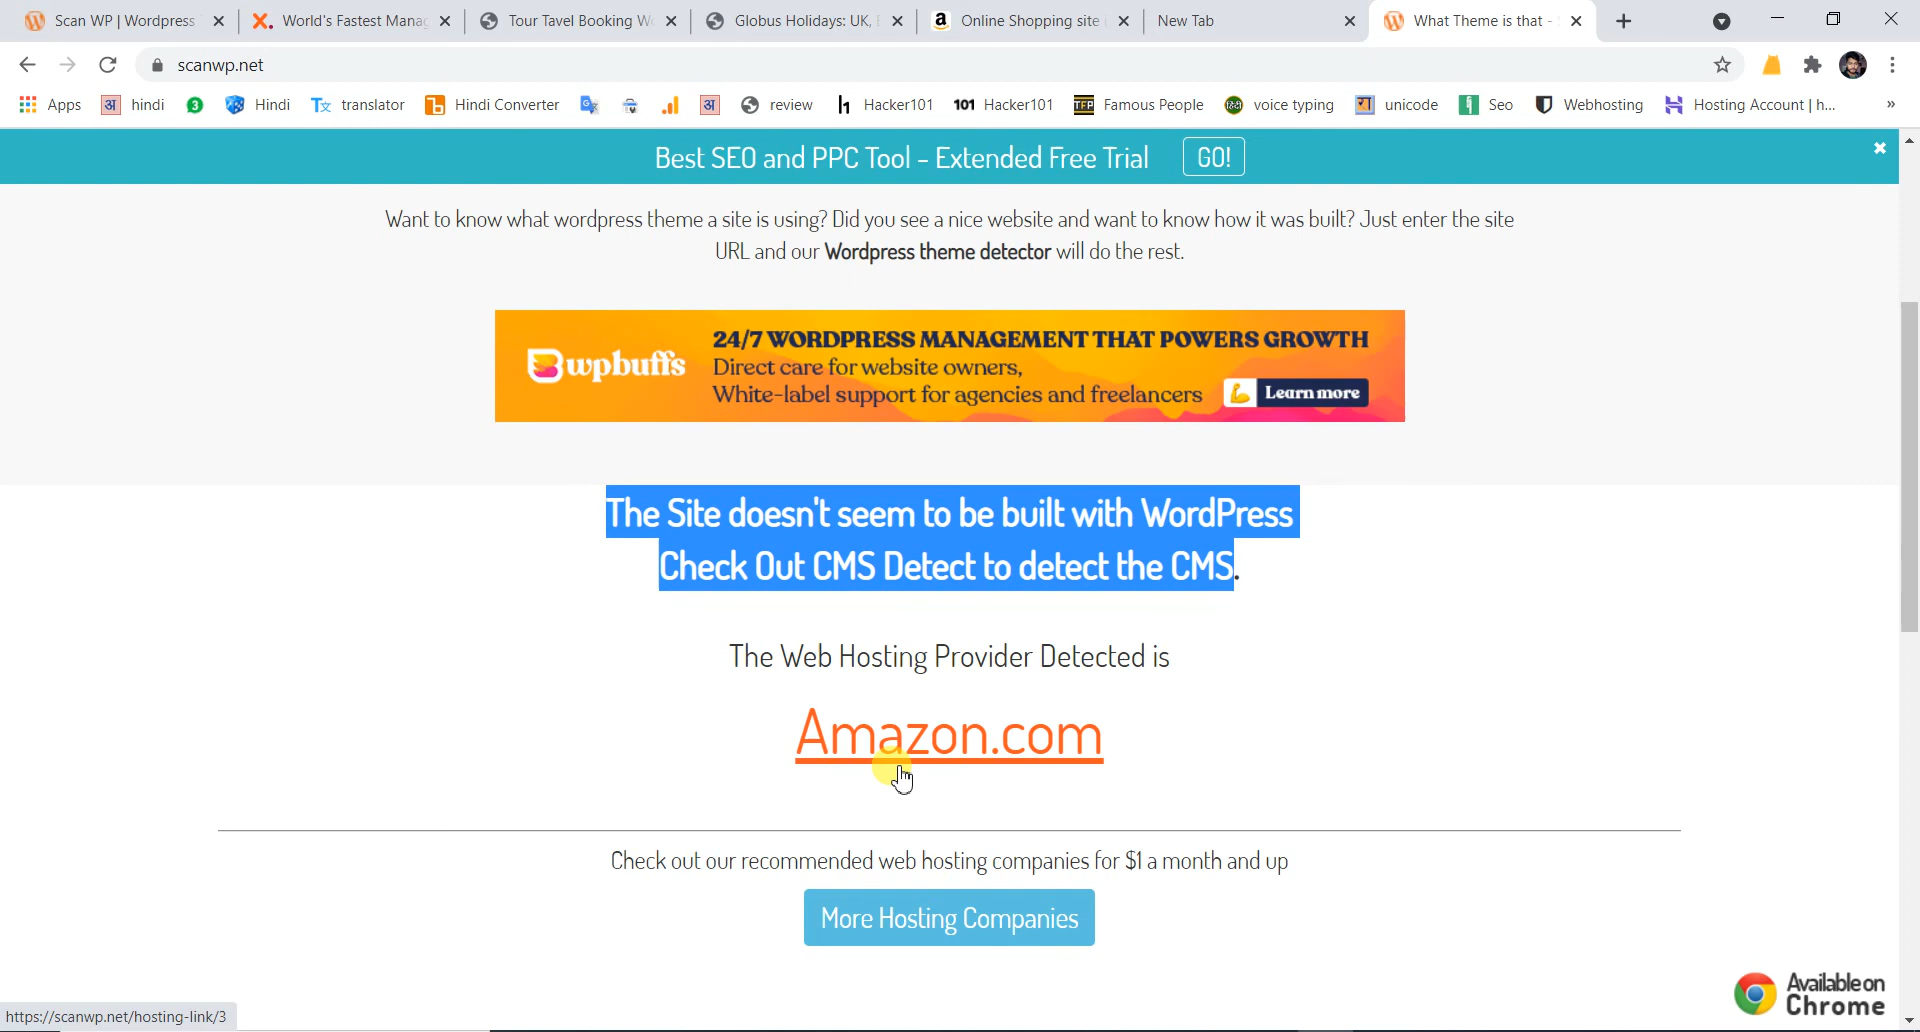 Scan WP | Wordpress
World's Fastest Manag
Tour Tavel Booking W
Globus Holidays: UK,
Online Shopping site
New Tab
What Theme is that -
scanwp.net
Apps
अ hindi
3
Hindi
translator
Hindi Converter
अ
review
h Hacker101
101 Hacker101
TFP Famous People
voice typing
unicode
Seo
Webhosting
Hosting Account | h...
»
Best SEO and PPC Tool - Extended Free Trial
GO!
Want to know what wordpress theme a site is using? Did you see a nice website and want to know how it was built? Just enter the site
URL and our Wordpress theme detector will do the rest.
wpbuffs
24/7 WORDPRESS MANAGEMENT THAT POWERS GROWTH
Direct care for website owners,
White-label support for agencies and freelancers
Learn more
The Site doesn't seem to be built with WordPress
Check Out CMS Detect to detect the CMS.
The Web Hosting Provider Detected is
Amazon.com
Check out our recommended web hosting companies for $1 a month and up
More Hosting Companies
Available on
Chrome
https://scanwp.net/hosting-link/3